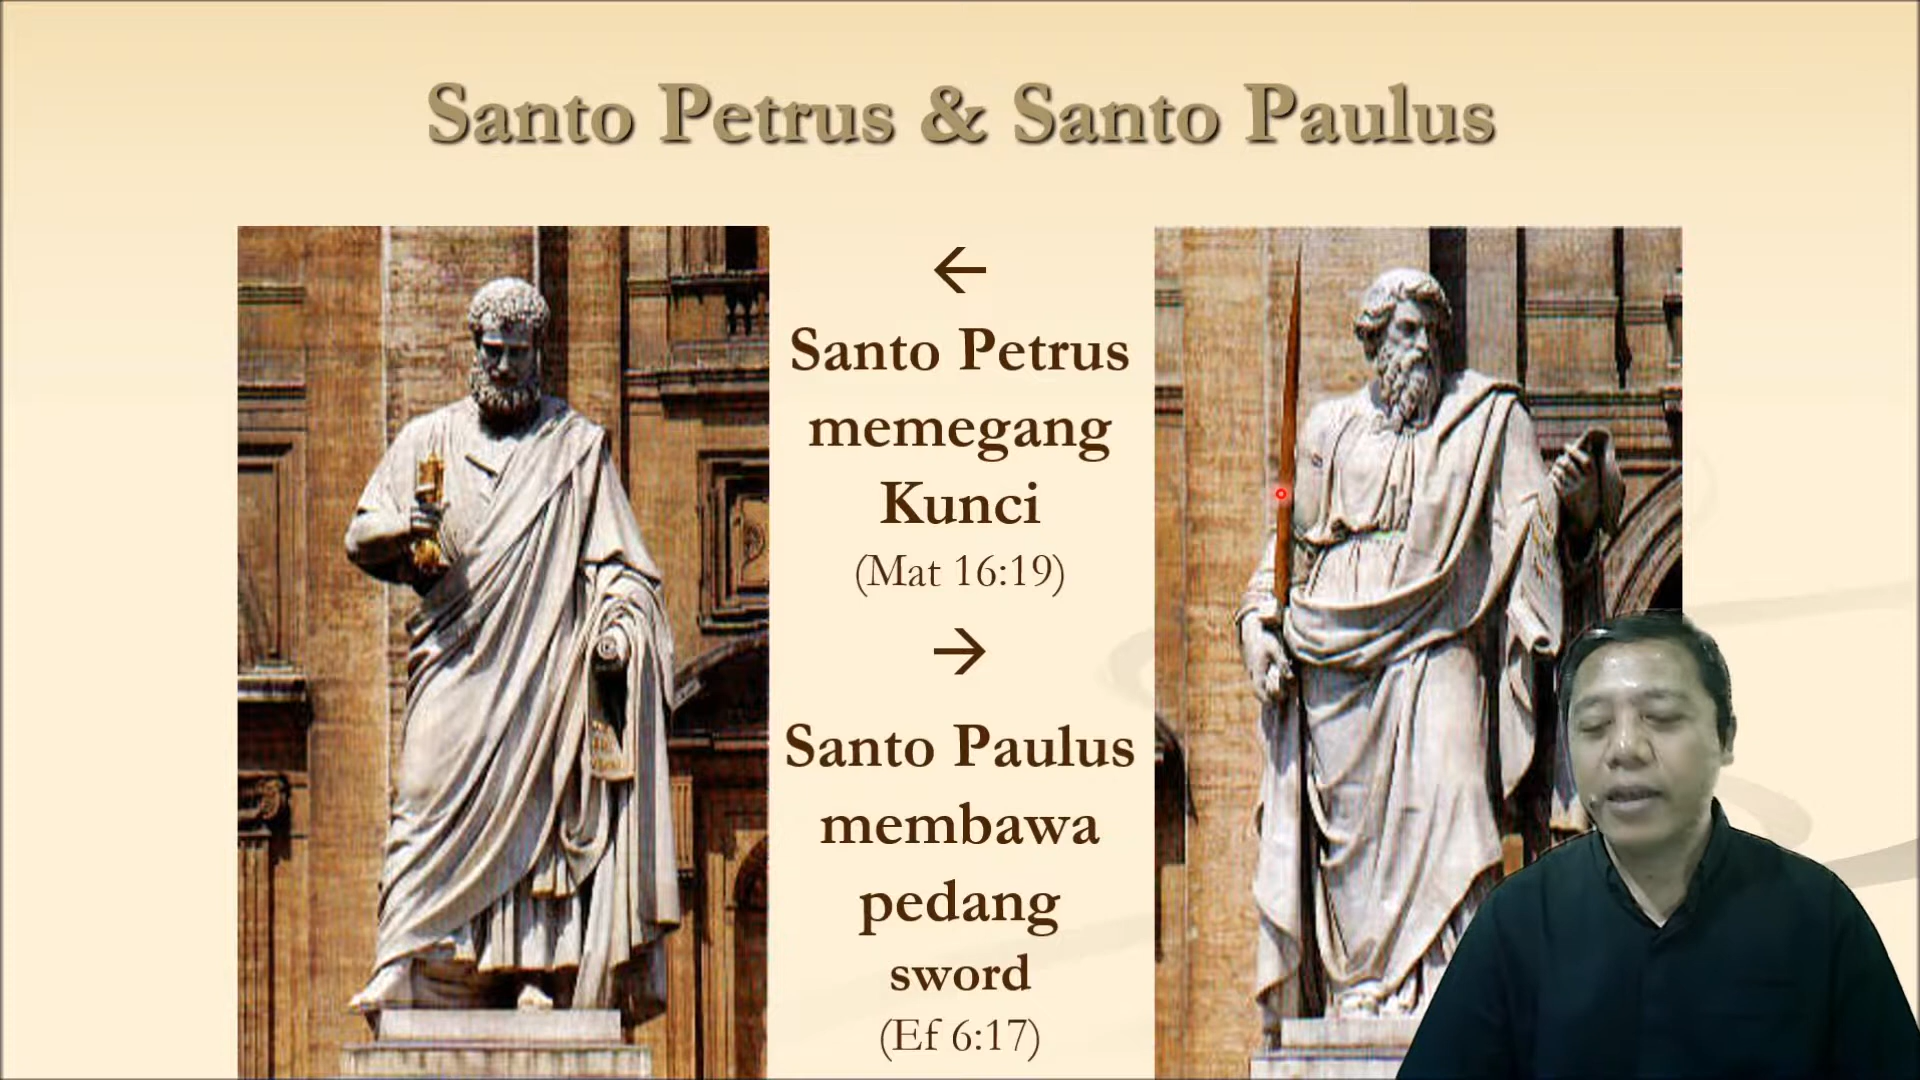 Santo Petrus & Santo Paulus
←
Santo Petrus
memegang
Kunci
(Mat 16:19)
→
Santo Paulus
membawa
pedang
sword
(Ef 6:17)